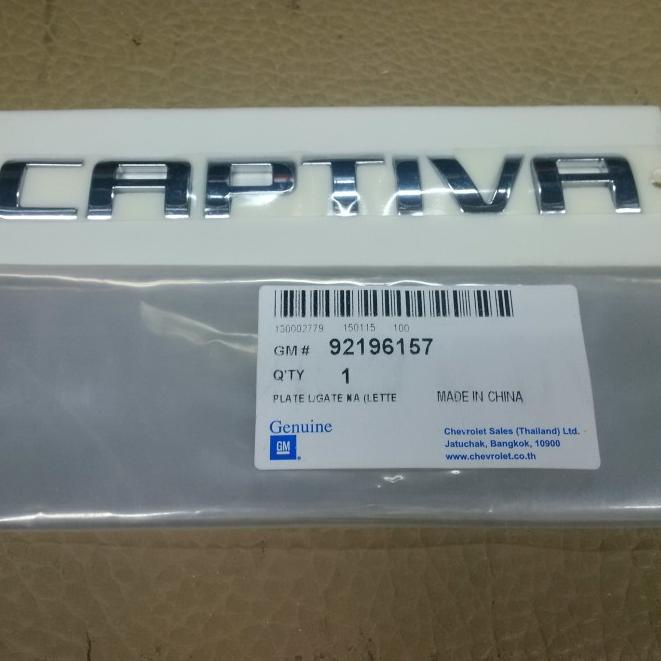 CAPTIVA
130002779 150115 100
GM # 92196157
Q'TY 1
PLATE L/GATE NA (LETTE MADE IN CHINA
Genuine
GM
Chevrolet Sales (Thailand) Ltd.
Jatuchak, Bangkok, 10900
www.chevrolet.co.th